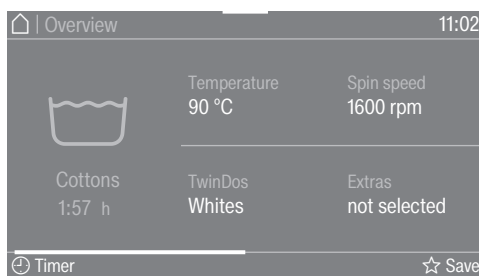 | Overview 11:02
Temperature Spin speed
90 °C 1600 rpm
Cottons
1:57 h
TwinDos Extras
Whites not selected
Timer Save